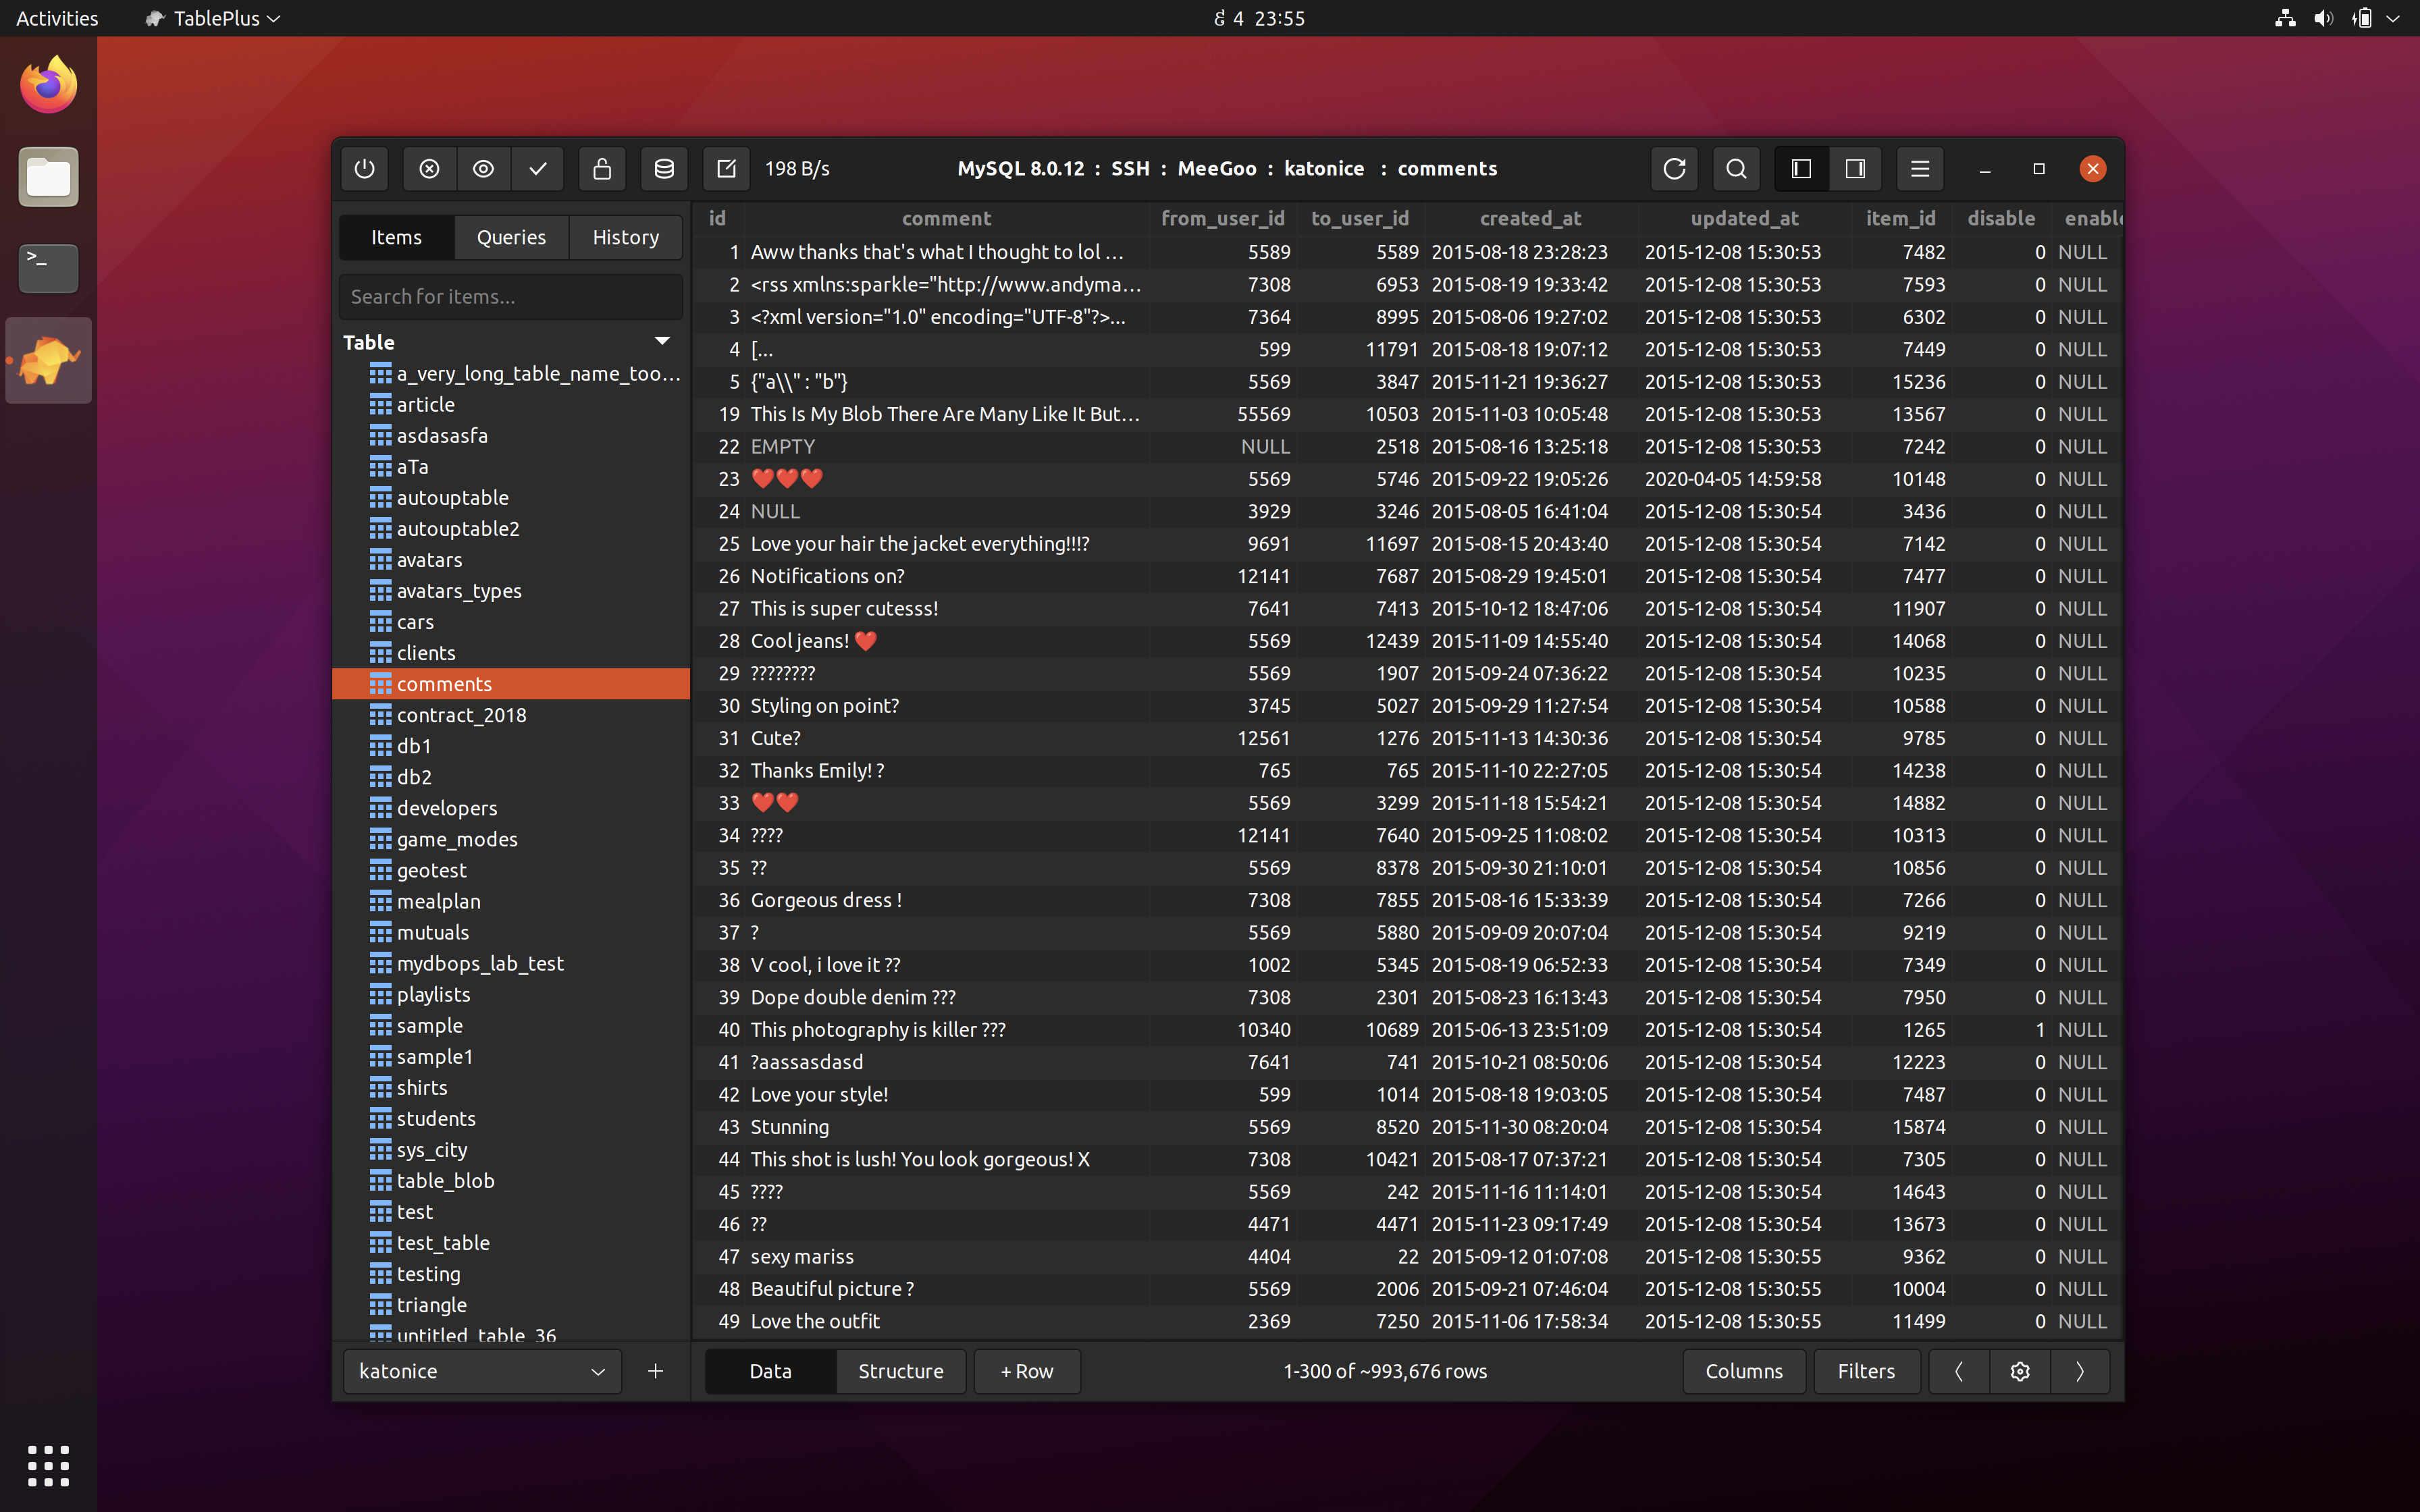 Activities TablePlus ક 4 23:55
198 B/s MySQL 8.0.12 : SSH : MeeGoo : katonice : comments
Items Queries History
Search for items...
Table
a_very_long_table_name_too...
article
asdasasfa
aTa
autouptable
autouptable2
avatars
avatars_types
cars
clients
comments
contract_2018
db1
db2
developers
game_modes
geotest
mealplan
mutuals
mydbops_lab_test
playlists
sample
sample1
shirts
students
sys_city
table_blob
test
test_table
testing
triangle
untitled_table_36
katonice +
id comment from_user_id to_user_id created_at updated_at item_id disable enable
1 Aww thanks that's what I thought to lol ... 5589 5589 2015-08-18 23:28:23 2015-12-08 15:30:53 7482 0 NULL
2 <rss xmlns:sparkle="http://www.andyma... 7308 6953 2015-08-19 19:33:42 2015-12-08 15:30:53 7593 0 NULL
3 <?xml version="1.0" encoding="UTF-8"?>... 7364 8995 2015-08-06 19:27:02 2015-12-08 15:30:53 6302 0 NULL
4 [... 599 11791 2015-08-18 19:07:12 2015-12-08 15:30:53 7449 0 NULL
5 {"a\\" : "b"} 5569 3847 2015-11-21 19:36:27 2015-12-08 15:30:53 15236 0 NULL
19 This Is My Blob There Are Many Like It But... 55569 10503 2015-11-03 10:05:48 2015-12-08 15:30:53 13567 0 NULL
22 EMPTY NULL 2518 2015-08-16 13:25:18 2015-12-08 15:30:53 7242 0 NULL
23 ❤️❤️❤️ 5569 5746 2015-09-22 19:05:26 2020-04-05 14:59:58 10148 0 NULL
24 NULL 3929 3246 2015-08-05 16:41:04 2015-12-08 15:30:54 3436 0 NULL
25 Love your hair the jacket everything!!!? 9691 11697 2015-08-15 20:43:40 2015-12-08 15:30:54 7142 0 NULL
26 Notifications on? 12141 7687 2015-08-29 19:45:01 2015-12-08 15:30:54 7477 0 NULL
27 This is super cutesss! 7641 7413 2015-10-12 18:47:06 2015-12-08 15:30:54 11907 0 NULL
28 Cool jeans! ❤️ 5569 12439 2015-11-09 14:55:40 2015-12-08 15:30:54 14068 0 NULL
29 ???????? 5569 1907 2015-09-24 07:36:22 2015-12-08 15:30:54 10235 0 NULL
30 Styling on point? 3745 5027 2015-09-29 11:27:54 2015-12-08 15:30:54 10588 0 NULL
31 Cute? 12561 1276 2015-11-13 14:30:36 2015-12-08 15:30:54 9785 0 NULL
32 Thanks Emily! ? 765 765 2015-11-10 22:27:05 2015-12-08 15:30:54 14238 0 NULL
33 ❤️❤️ 5569 3299 2015-11-18 15:54:21 2015-12-08 15:30:54 14882 0 NULL
34 ???? 12141 7640 2015-09-25 11:08:02 2015-12-08 15:30:54 10313 0 NULL
35 ?? 5569 8378 2015-09-30 21:10:01 2015-12-08 15:30:54 10856 0 NULL
36 Gorgeous dress ! 7308 7855 2015-08-16 15:33:39 2015-12-08 15:30:54 7266 0 NULL
37 ? 5569 5880 2015-09-09 20:07:04 2015-12-08 15:30:54 9219 0 NULL
38 V cool, i love it ?? 1002 5345 2015-08-19 06:52:33 2015-12-08 15:30:54 7349 0 NULL
39 Dope double denim ??? 7308 2301 2015-08-23 16:13:43 2015-12-08 15:30:54 7950 0 NULL
40 This photography is killer ??? 10340 10689 2015-06-13 23:51:09 2015-12-08 15:30:54 1265 1 NULL
41 ?aassasdasd 7641 741 2015-10-21 08:50:06 2015-12-08 15:30:54 12223 0 NULL
42 Love your style! 599 1014 2015-08-18 19:03:05 2015-12-08 15:30:54 7487 0 NULL
43 Stunning 5569 8520 2015-11-30 08:20:04 2015-12-08 15:30:54 15874 0 NULL
44 This shot is lush! You look gorgeous! X 7308 10421 2015-08-17 07:37:21 2015-12-08 15:30:54 7305 0 NULL
45 ???? 5569 242 2015-11-16 11:14:01 2015-12-08 15:30:54 14643 0 NULL
46 ?? 4471 4471 2015-11-23 09:17:49 2015-12-08 15:30:54 13673 0 NULL
47 sexy mariss 4404 22 2015-09-12 01:07:08 2015-12-08 15:30:55 9362 0 NULL
48 Beautiful picture ? 5569 2006 2015-09-21 07:46:04 2015-12-08 15:30:55 10004 0 NULL
49 Love the outfit 2369 7250 2015-11-06 17:58:34 2015-12-08 15:30:55 11499 0 NULL
Data Structure + Row 1-300 of ~993,676 rows Columns Filters